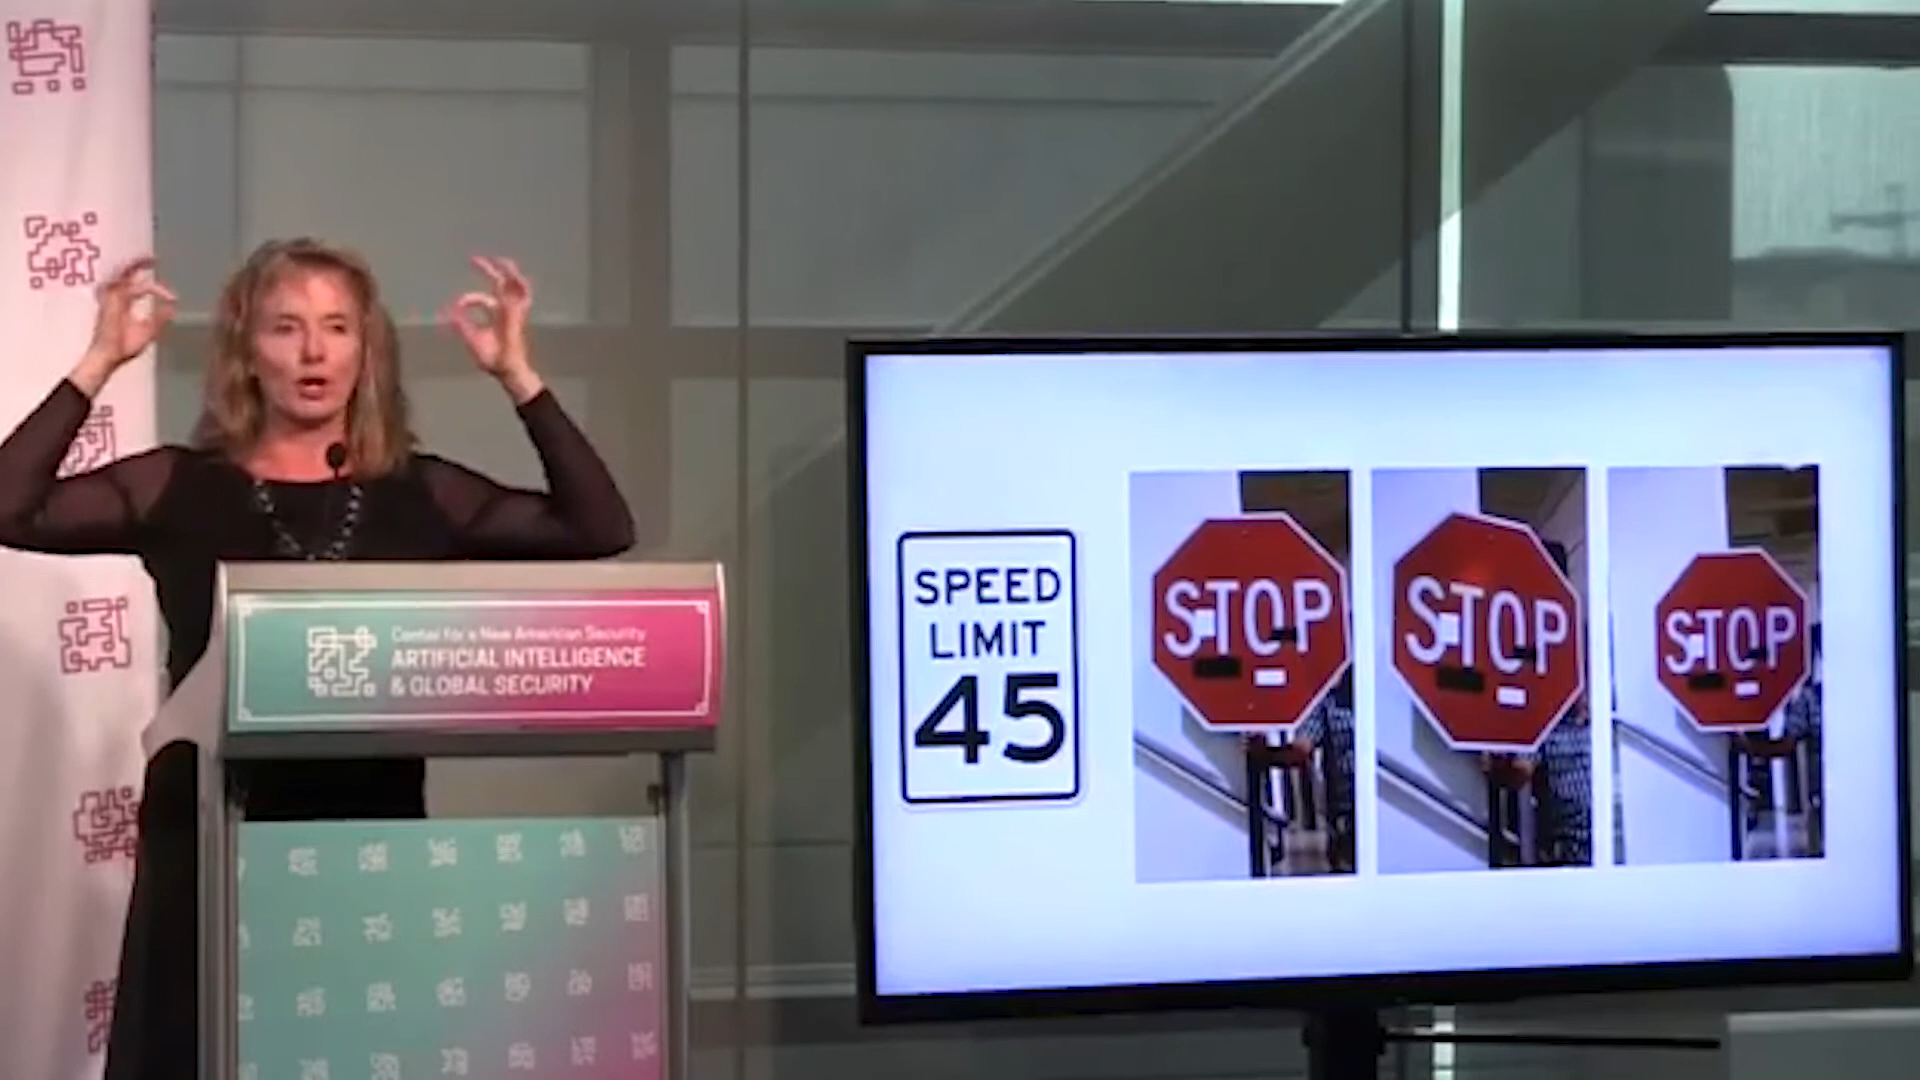 Center for a New American Security
ARTIFICIAL INTELLIGENCE
& GLOBAL SECURITY
SPEED
LIMIT
45
STOP
STOP
STOP